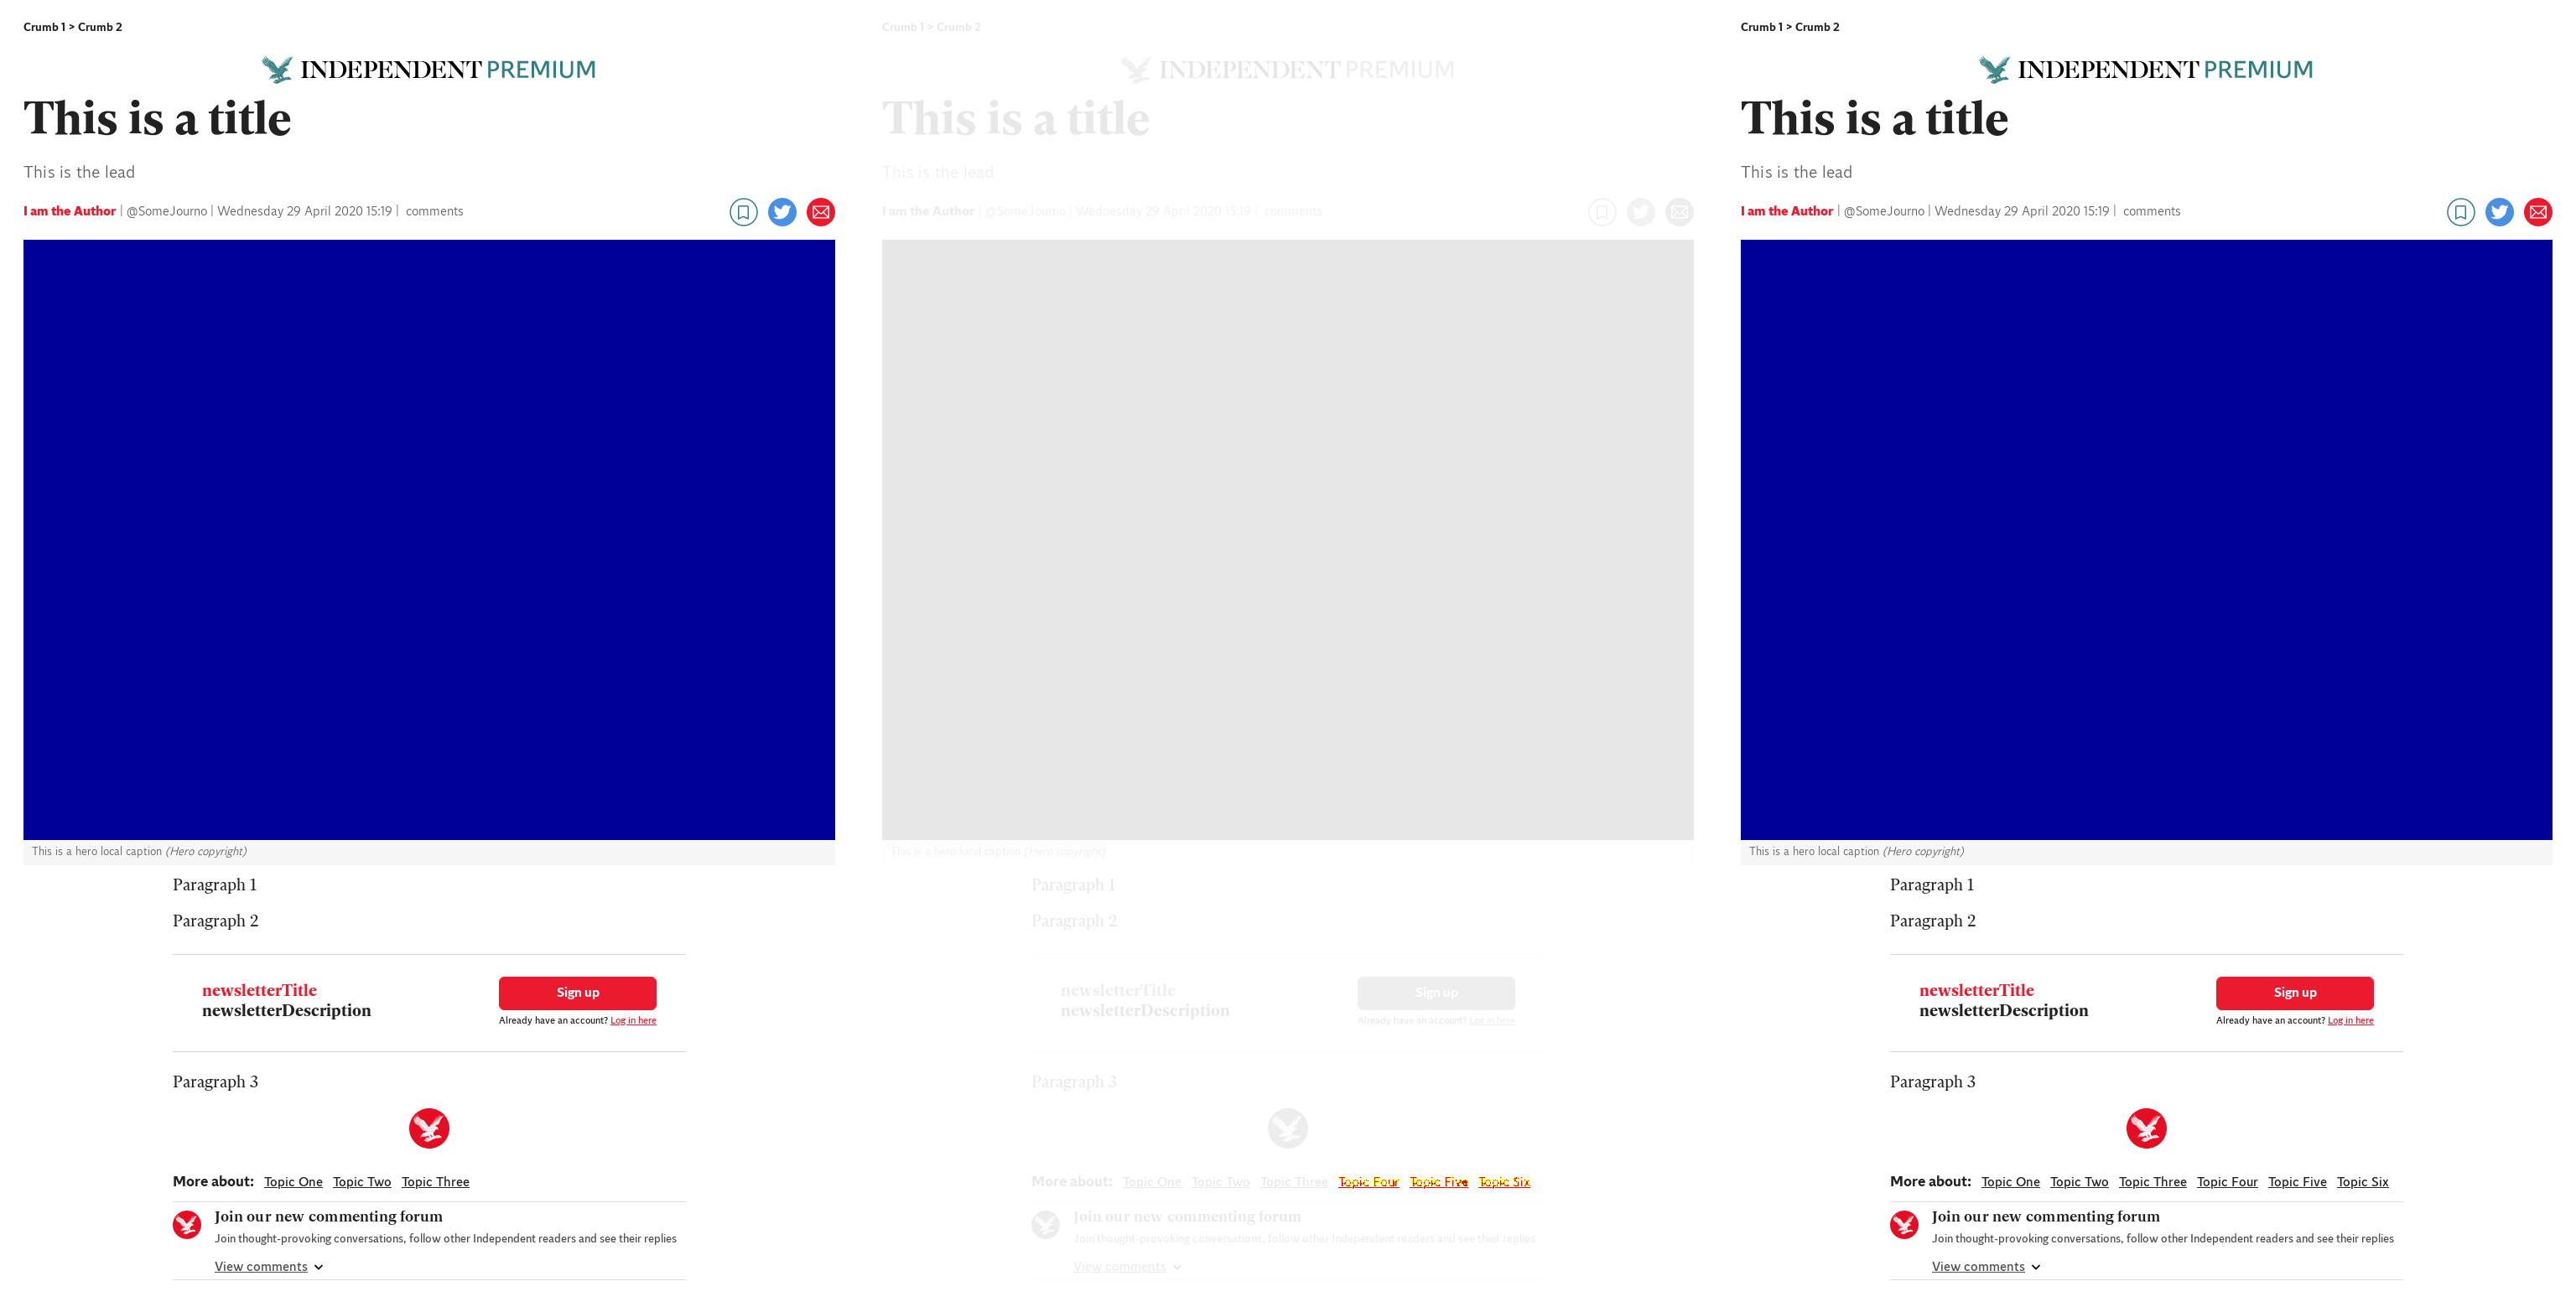 Crumb 1 > Crumb 2
INDEPENDENT PREMIUM
This is a title
This is the lead
I am the Author | @SomeJourno | Wednesday 29 April 2020 15:19 | comments
This is a hero local caption (Hero copyright)
Paragraph 1
Paragraph 2
newsletterTitle
newsletterDescription
Sign up
Already have an account? Log in here
Paragraph 3
More about: Topic One Topic Two Topic Three
Join our new commenting forum
Join thought-provoking conversations, follow other Independent readers and see their replies
View comments
Crumb 1 > Crumb 2
INDEPENDENT PREMIUM
This is a title
This is the lead
I am the Author | @SomeJourno | Wednesday 29 April 2020 15:19 | comments
This is a hero local caption (Hero copyright)
Paragraph 1
Paragraph 2
newsletterTitle
newsletterDescription
Sign up
Already have an account? Log in here
Paragraph 3
More about: Topic One Topic Two Topic Three Topic Four Topic Five Topic Six
Join our new commenting forum
Join thought-provoking conversations, follow other Independent readers and see their replies
View comments
Crumb 1 > Crumb 2
INDEPENDENT PREMIUM
This is a title
This is the lead
I am the Author | @SomeJourno | Wednesday 29 April 2020 15:19 | comments
This is a hero local caption (Hero copyright)
Paragraph 1
Paragraph 2
newsletterTitle
newsletterDescription
Sign up
Already have an account? Log in here
Paragraph 3
More about: Topic One Topic Two Topic Three Topic Four Topic Five Topic Six
Join our new commenting forum
Join thought-provoking conversations, follow other Independent readers and see their replies
View comments